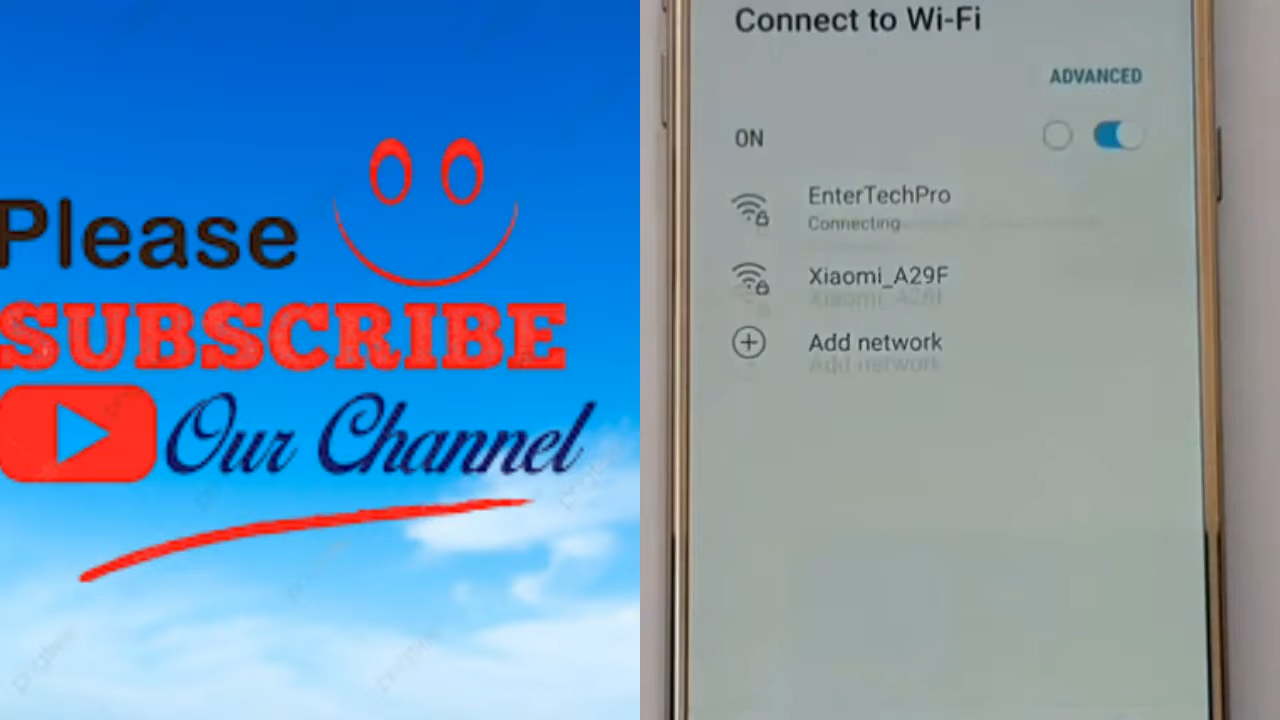 Please
SUBSCRIBE
Our Channel
Connect to Wi-Fi
ADVANCED
ON
EnterTechPro
Connecting
Xiaomi_A29F
Add network